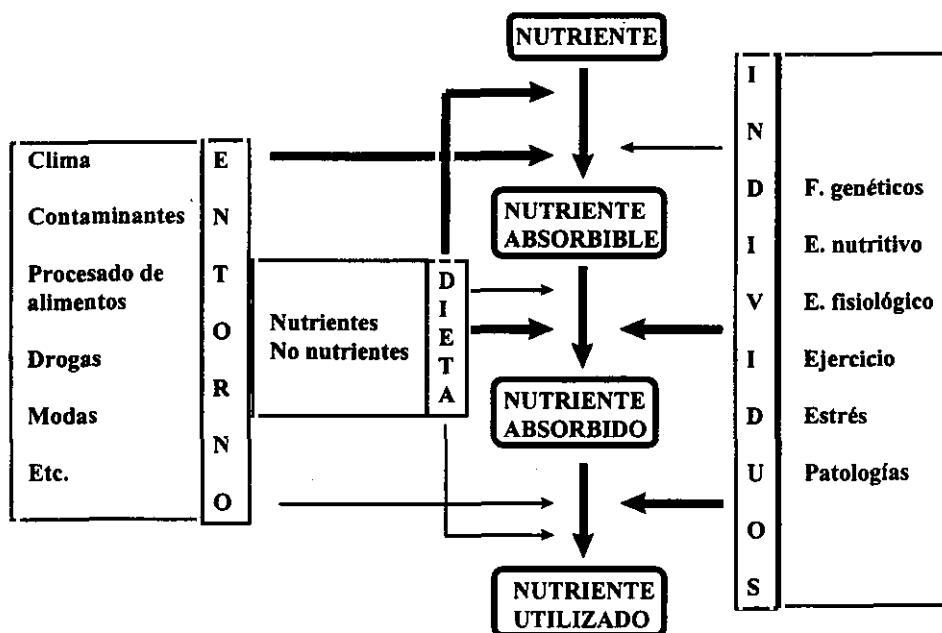 NUTRIENTE
Clima
Contaminantes
Procesado de
alimentos
Drogas
Modas
Etc.
ENTORNO
Nutrientes
No nutrientes
DIETA
NUTRIENTE
ABSORBIBLE
NUTRIENTE
ABSORBIDO
NUTRIENTE
UTILIZADO
INDIVIDUOS
F. genéticos
E. nutritivo
E. fisiológico
Ejercicio
Estrés
Patologías